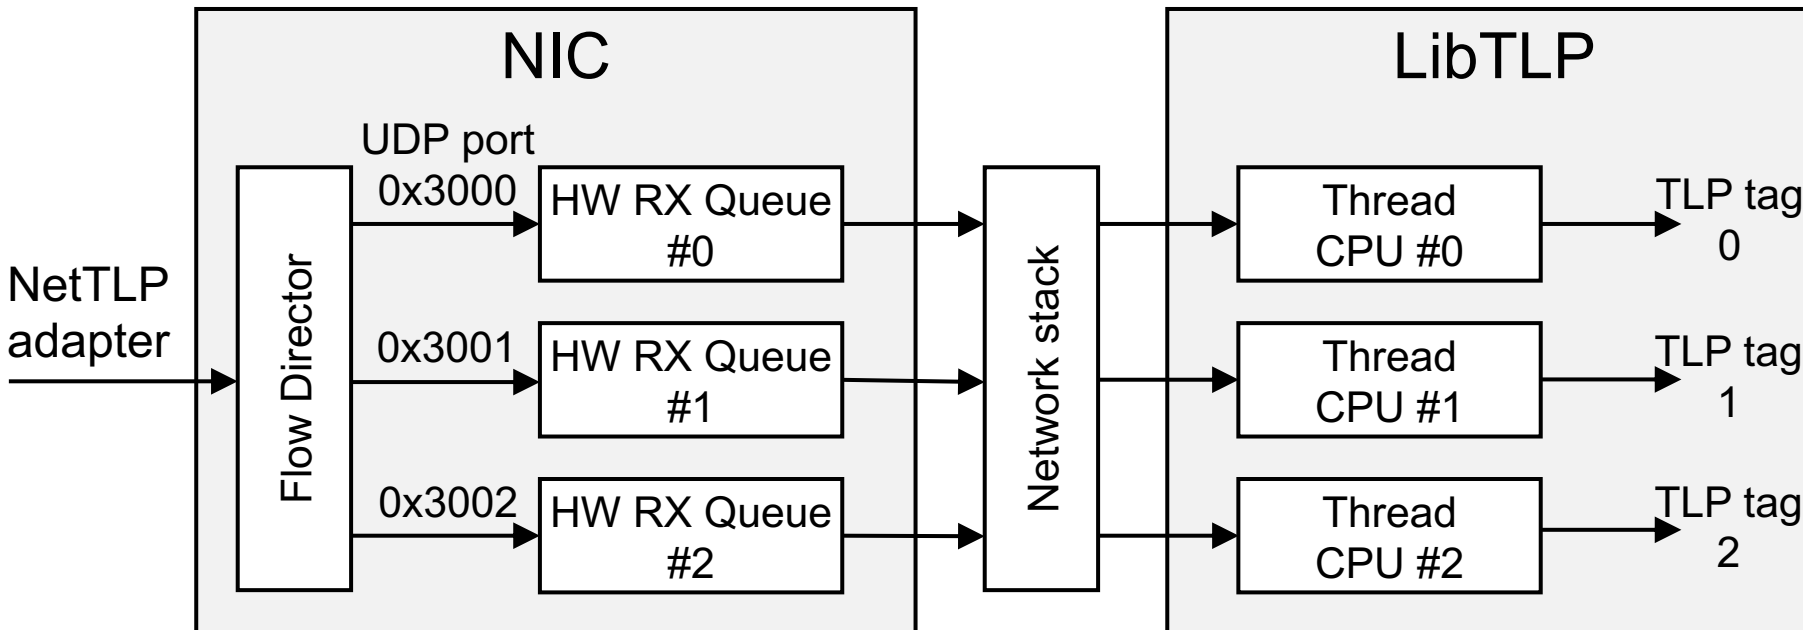 NIC
LibTLP
UDP port
0x3000
HW RX Queue
#0
Thread
CPU #0
TLP tag
0
NetTLP
adapter
Flow Director
0x3001
HW RX Queue
#1
Network stack
Thread
CPU #1
TLP tag
1
0x3002
HW RX Queue
#2
Thread
CPU #2
TLP tag
2